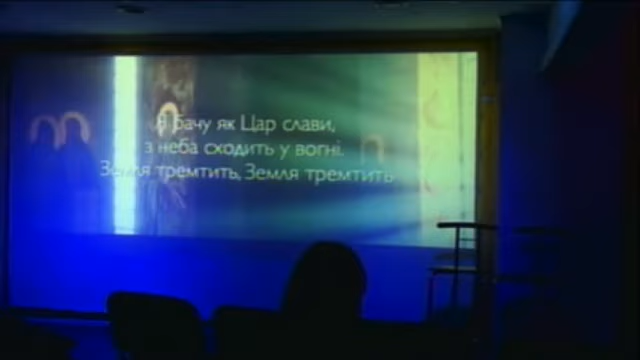 Я бачу як Цар слави,
з неба сходить у вогні.
Земля тремтить, Земля тремтить